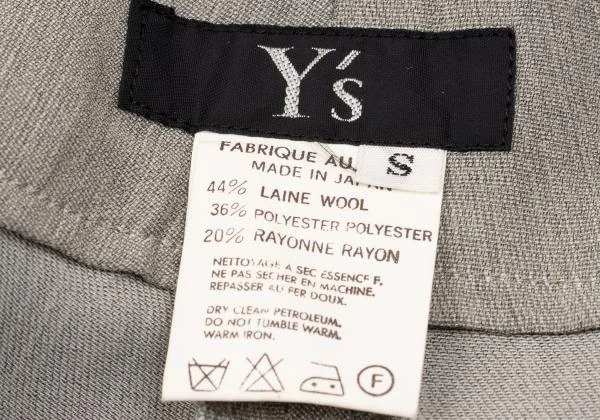 Y's
S
FABRIQUE AU
MADE IN JAPAN
44% LAINE WOOL
36% POLYESTER POLYESTER
20% RAYONNE RAYON
NETTOYAGE A SEC ESSENCE F.
NE PAS SECHER EN MACHINE.
REPASSER AU FER DOUX.
DRY CLEAN PETROLEUM.
DO NOT TUMBLE WARM.
WARM IRON.
F